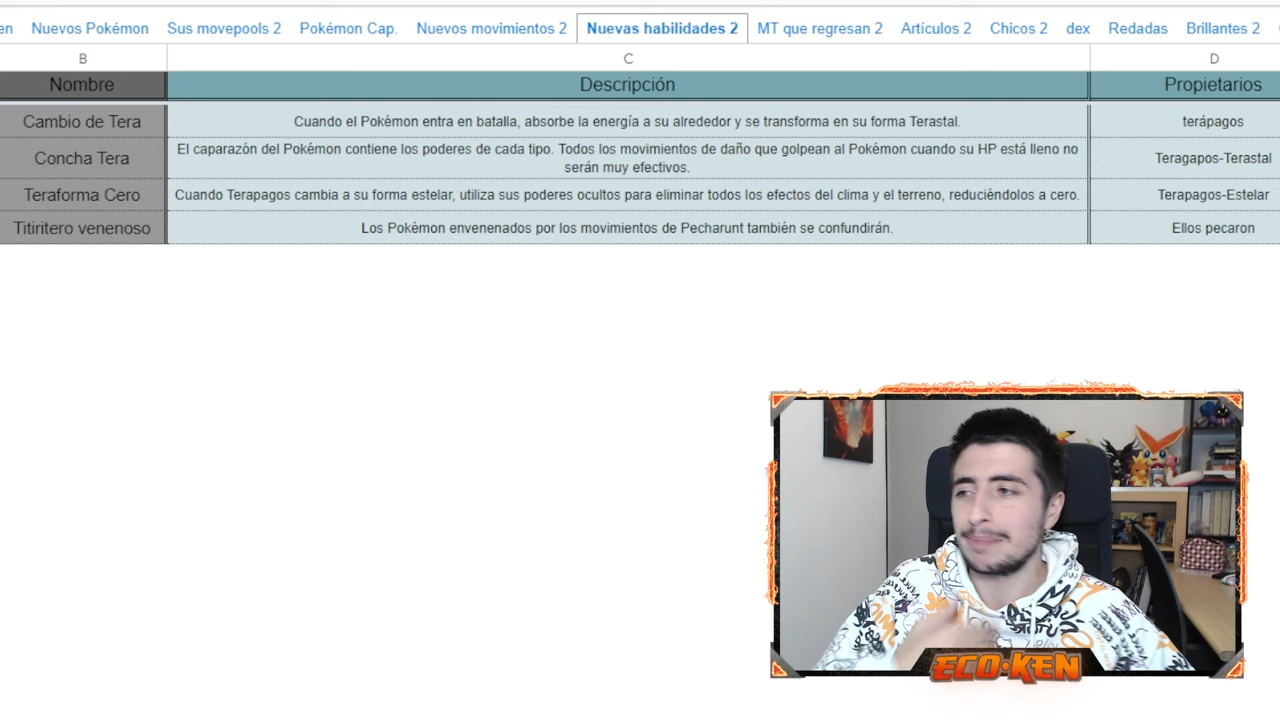 en Nuevos Pokémon Sus movepools 2 Pokémon Cap. Nuevos movimientos 2 Nuevas habilidades 2 MT que regresan 2 Artículos 2 Chicos 2 dex Redadas Brillantes 2
B C D
Nombre Descripción Propietarios
Cambio de Tera Cuando el Pokémon entra en batalla, absorbe la energía a su alrededor y se transforma en su forma Terastal. terápagos
Concha Tera El caparazón del Pokémon contiene los poderes de cada tipo. Todos los movimientos de daño que golpean al Pokémon cuando su HP está lleno no
serán muy efectivos. Teragapos-Terastal
Teraforma Cero Cuando Terapagos cambia a su forma estelar, utiliza sus poderes ocultos para eliminar todos los efectos del clima y el terreno, reduciéndolos a cero. Terapagos-Estelar
Titiritero venenoso Los Pokémon envenenados por los movimientos de Pecharunt también se confundirán. Ellos pecaron
ECO·KEN